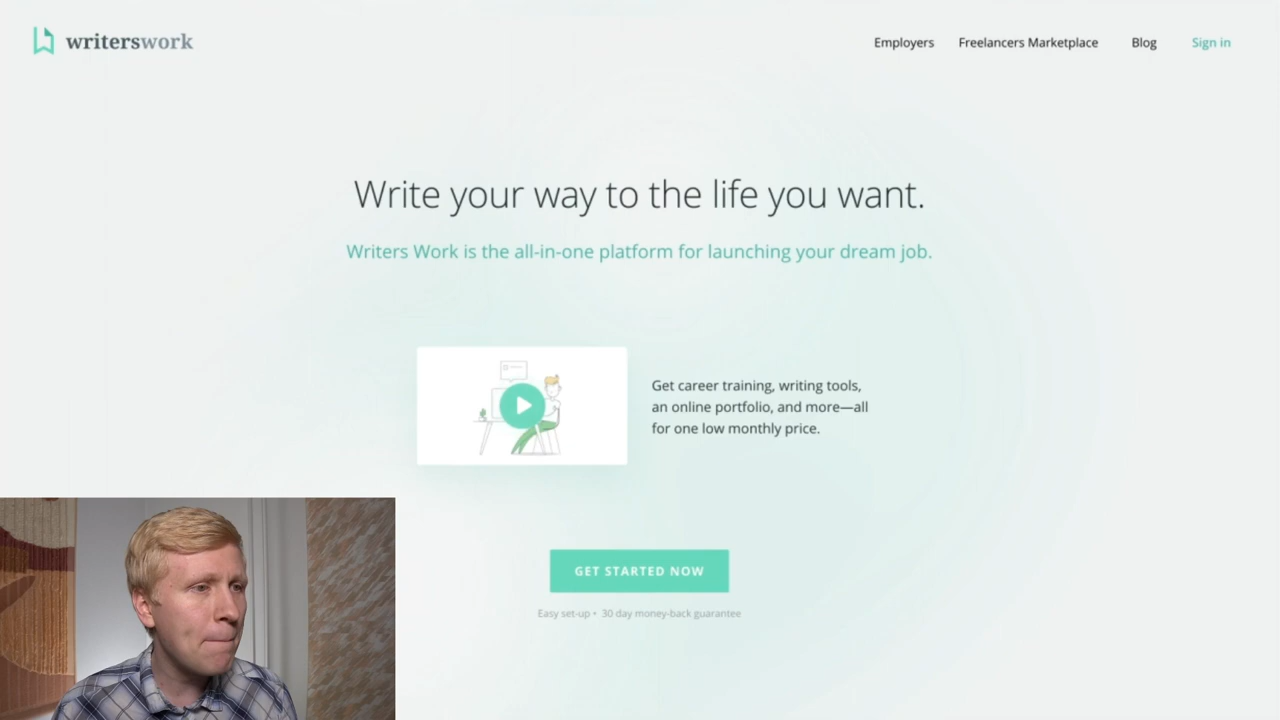 writerswork
Employers
Freelancers Marketplace
Blog
Sign in
Write your way to the life you want.
Writers Work is the all-in-one platform for launching your dream job.
Get career training, writing tools,
an online portfolio, and more—all
for one low monthly price.
GET STARTED NOW
Easy set-up • 30 day money-back guarantee